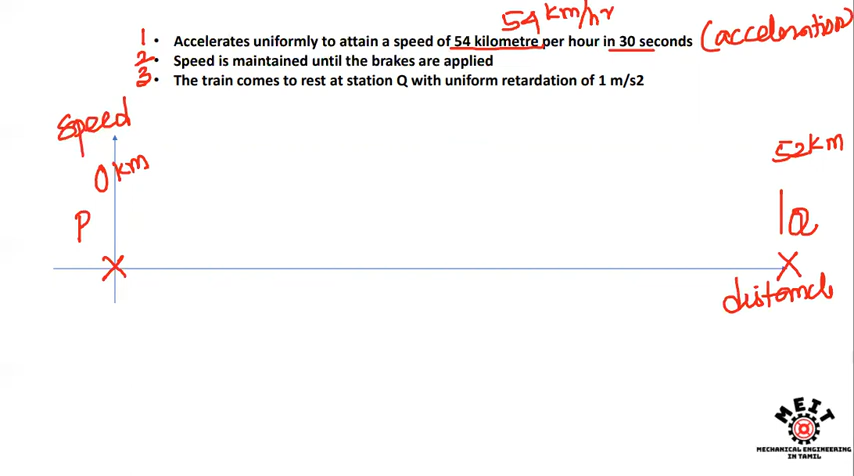 54 km/hr
1 • Accelerates uniformly to attain a speed of 54 kilometre per hour in 30 seconds (acceleration)
2 • Speed is maintained until the brakes are applied
3 • The train comes to rest at station Q with uniform retardation of 1 m/s2
Speed
52 km
0 km
P
Q
distance
MEIT
MECHANICAL ENGINEERING
IN TAMIL